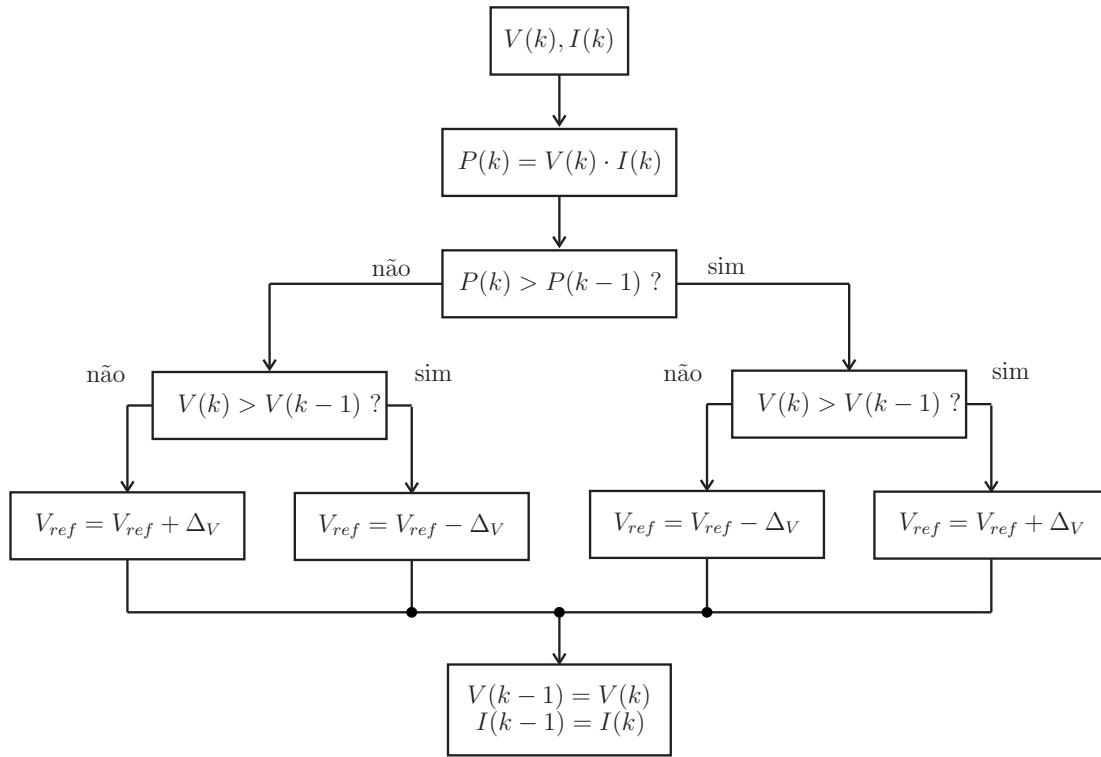 V(k), I(k)
P(k) = V(k) · I(k)
não
P(k) > P(k − 1) ?
sim
não
V(k) > V(k − 1) ?
sim
não
V(k) > V(k − 1) ?
sim
V_ref = V_ref + Δ_V
V_ref = V_ref − Δ_V
V_ref = V_ref − Δ_V
V_ref = V_ref + Δ_V
V(k − 1) = V(k)
I(k − 1) = I(k)